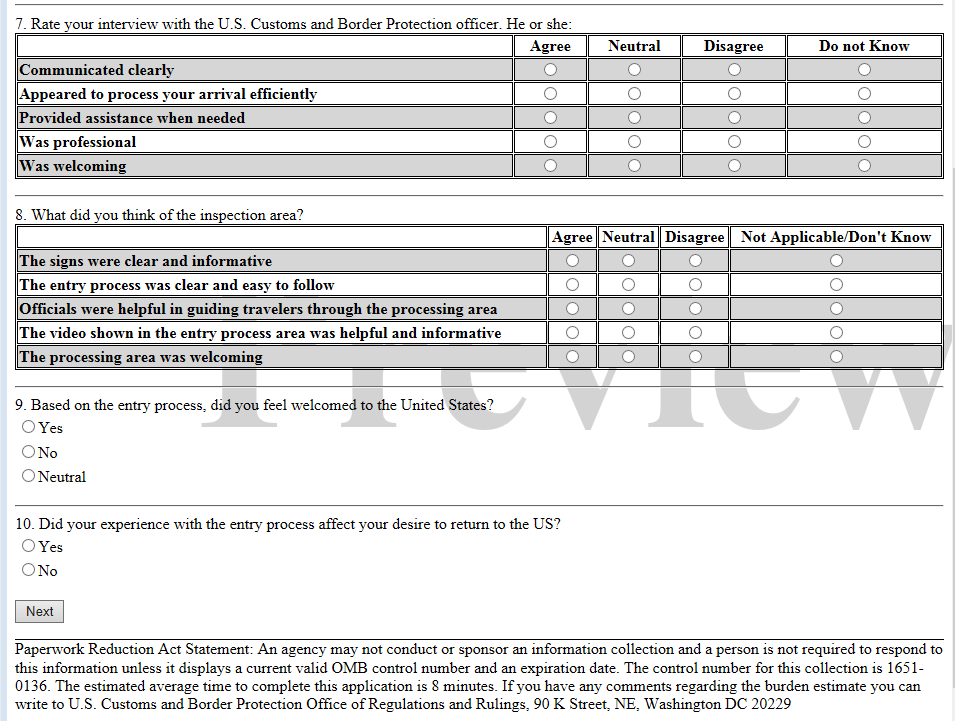 7. Rate your interview with the U.S. Customs and Border Protection officer. He or she:
Agree Neutral Disagree Do not Know
Communicated clearly
Appeared to process your arrival efficiently
Provided assistance when needed
Was professional
Was welcoming
8. What did you think of the inspection area?
Agree Neutral Disagree Not Applicable/Don't Know
The signs were clear and informative
The entry process was clear and easy to follow
Officials were helpful in guiding travelers through the processing area
The video shown in the entry process area was helpful and informative
The processing area was welcoming
Preview
9. Based on the entry process, did you feel welcomed to the United States?
Yes
No
Neutral
10. Did your experience with the entry process affect your desire to return to the US?
Yes
No
Next
Paperwork Reduction Act Statement: An agency may not conduct or sponsor an information collection and a person is not required to respond to
this information unless it displays a current valid OMB control number and an expiration date. The control number for this collection is 1651-
0136. The estimated average time to complete this application is 8 minutes. If you have any comments regarding the burden estimate you can
write to U.S. Customs and Border Protection Office of Regulations and Rulings, 90 K Street, NE, Washington DC 20229